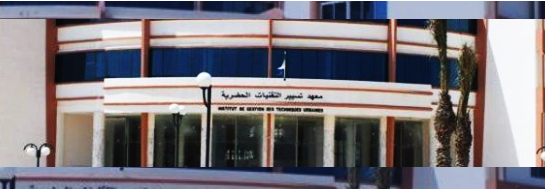 معهد تسيير التقنيات الحضرية
INSTITUT DE GESTION DES TECHNIQUES URBAINES